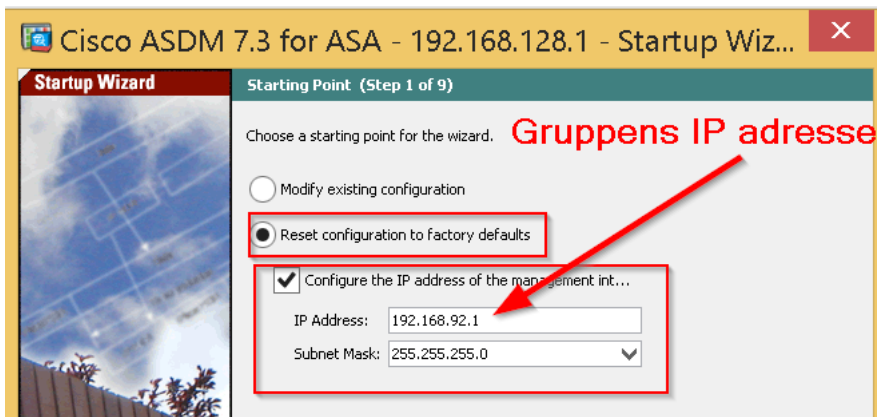 Cisco ASDM 7.3 for ASA - 192.168.128.1 - Startup Wiz...
Startup Wizard
Starting Point (Step 1 of 9)
Choose a starting point for the wizard.
Gruppens IP adresse
Modify existing configuration
Reset configuration to factory defaults
Configure the IP address of the management int...
IP Address: 192.168.92.1
Subnet Mask: 255.255.255.0